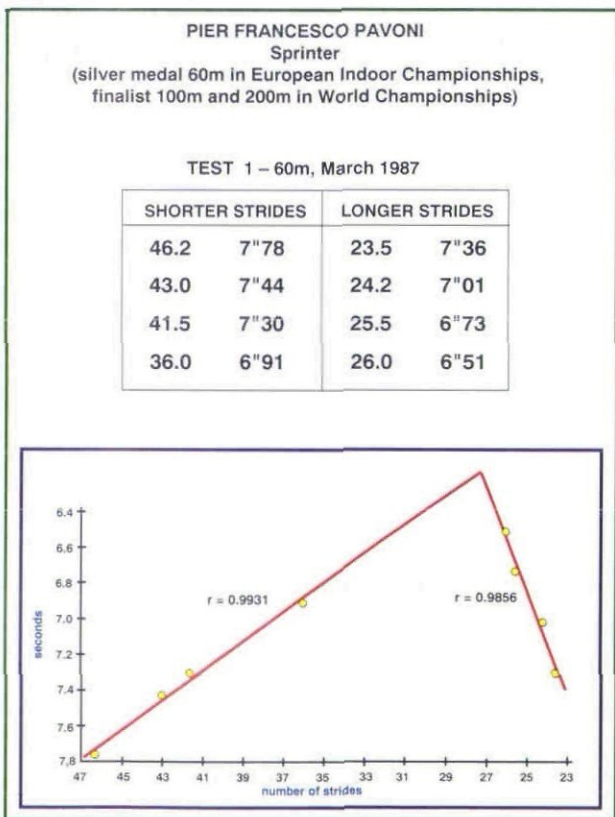 PIER FRANCESCO PAVONI
Sprinter
(silver medal 60m in European Indoor Championships,
finalist 100m and 200m in World Championships)
TEST 1 – 60m, March 1987
SHORTER STRIDES LONGER STRIDES
46.2 7"78 23.5 7"36
43.0 7"44 24.2 7"01
41.5 7"30 25.5 6"73
36.0 6"91 26.0 6"51
6.4
6.6
6.8
7.0
7.2
7.4
7.6
7,8
seconds
r = 0.9931
r = 0.9856
47 45 43 41 39 37 35 33 31 29 27 25 23
number of strides